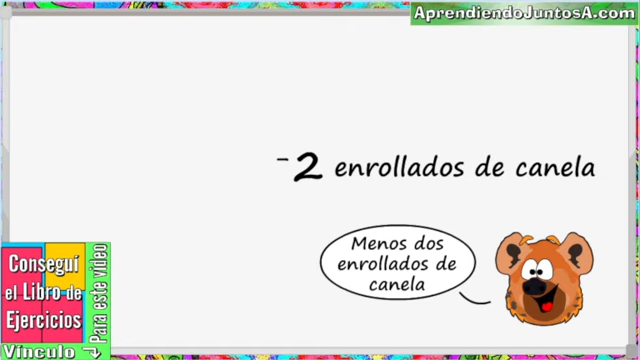 AprendiendoJuntosA.com
-2 enrollados de canela
Menos dos
enrollados de
canela
Conseguí
el Libro de
Ejercicios
Vínculo
Para este video